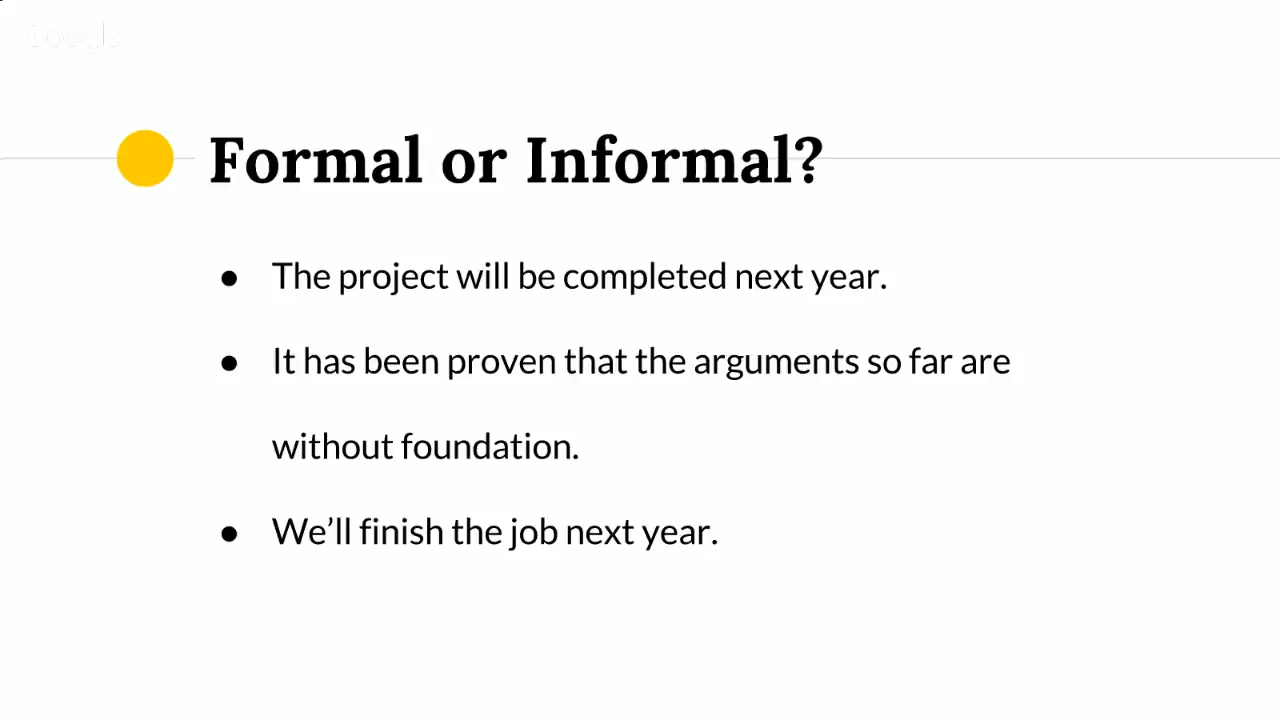 Formal or Informal?
● The project will be completed next year.
● It has been proven that the arguments so far are
without foundation.
● We’ll finish the job next year.